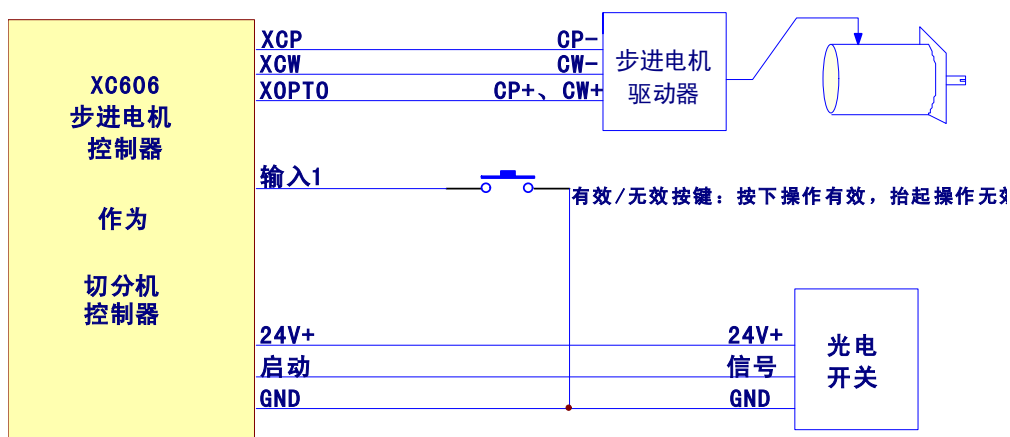 XC606
步进电机
控制器
作为
切分机
控制器
XCP
XCW
XOPTO
CP-
CW-
CP+、CW+
步进电机
驱动器
输入1
有效/无效按键：按下操作有效，抬起操作无
24V+
启动
GND
24V+
信号
GND
光电
开关